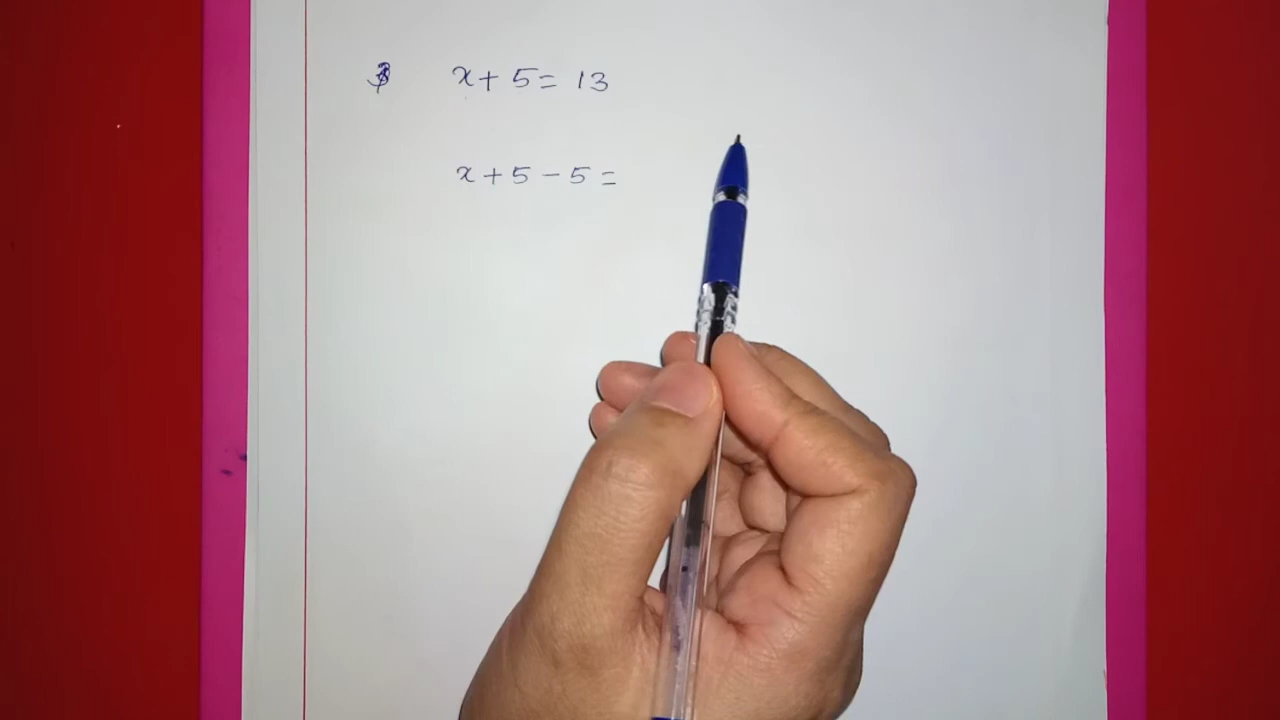 x + 5 = 13
x + 5 - 5 =